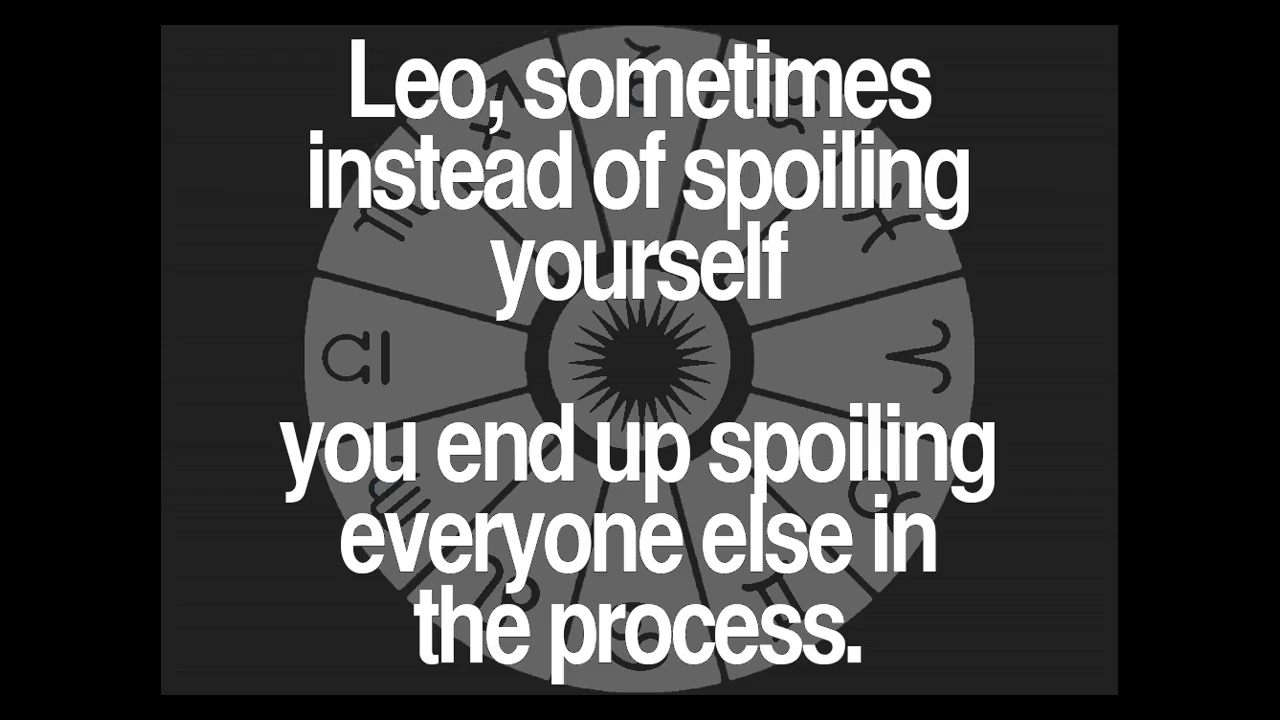 Leo, sometimes
instead of spoiling
yourself
you end up spoiling
everyone else in
the process.